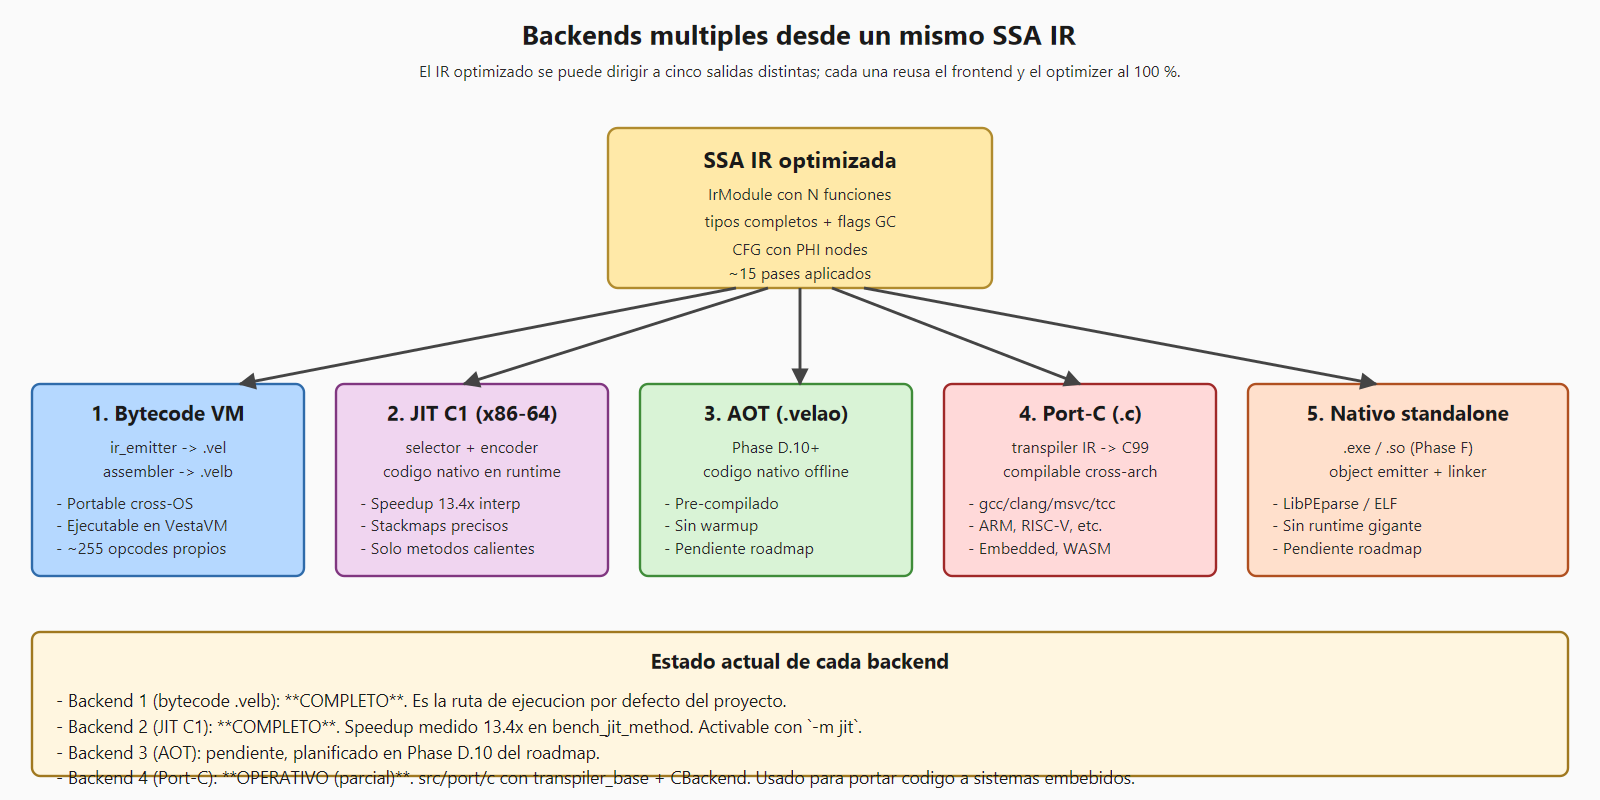 Backends multiples desde un mismo SSA IR
El IR optimizado se puede dirigir a cinco salidas distintas; cada una reusa el frontend y el optimizer al 100 %.
SSA IR optimizada
IrModule con N funciones
tipos completos + flags GC
CFG con PHI nodes
~15 pases aplicados
1. Bytecode VM
ir_emitter -> .vel
assembler -> .velb
- Portable cross-OS
- Ejecutable en VestaVM
- ~255 opcodes propios
2. JIT C1 (x86-64)
selector + encoder
codigo nativo en runtime
- Speedup 13.4x interp
- Stackmaps precisos
- Solo metodos calientes
3. AOT (.velao)
Phase D.10+
codigo nativo offline
- Pre-compilado
- Sin warmup
- Pendiente roadmap
4. Port-C (.c)
transpiler IR -> C99
compilable cross-arch
- gcc/clang/msvc/tcc
- ARM, RISC-V, etc.
- Embedded, WASM
5. Nativo standalone
.exe / .so (Phase F)
object emitter + linker
- LibPEparse / ELF
- Sin runtime gigante
- Pendiente roadmap
Estado actual de cada backend
- Backend 1 (bytecode .velb): **COMPLETO**. Es la ruta de ejecucion por defecto del proyecto.
- Backend 2 (JIT C1): **COMPLETO**. Speedup medido 13.4x en bench_jit_method. Activable con `-m jit`.
- Backend 3 (AOT): pendiente, planificado en Phase D.10 del roadmap.
- Backend 4 (Port-C): **OPERATIVO (parcial)**. src/port/c con transpiler_base + CBackend. Usado para portar codigo a sistemas embebidos.